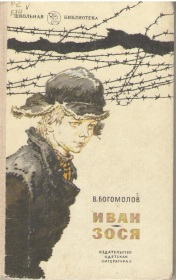 ШКОЛЬНАЯ БИБЛИОТЕКА
В.БОГОМОЛОВ
ИВАН
ЗОСЯ
ИЗДАТЕЛЬСТВО
«ДЕТСКАЯ
ЛИТЕРАТУРА»